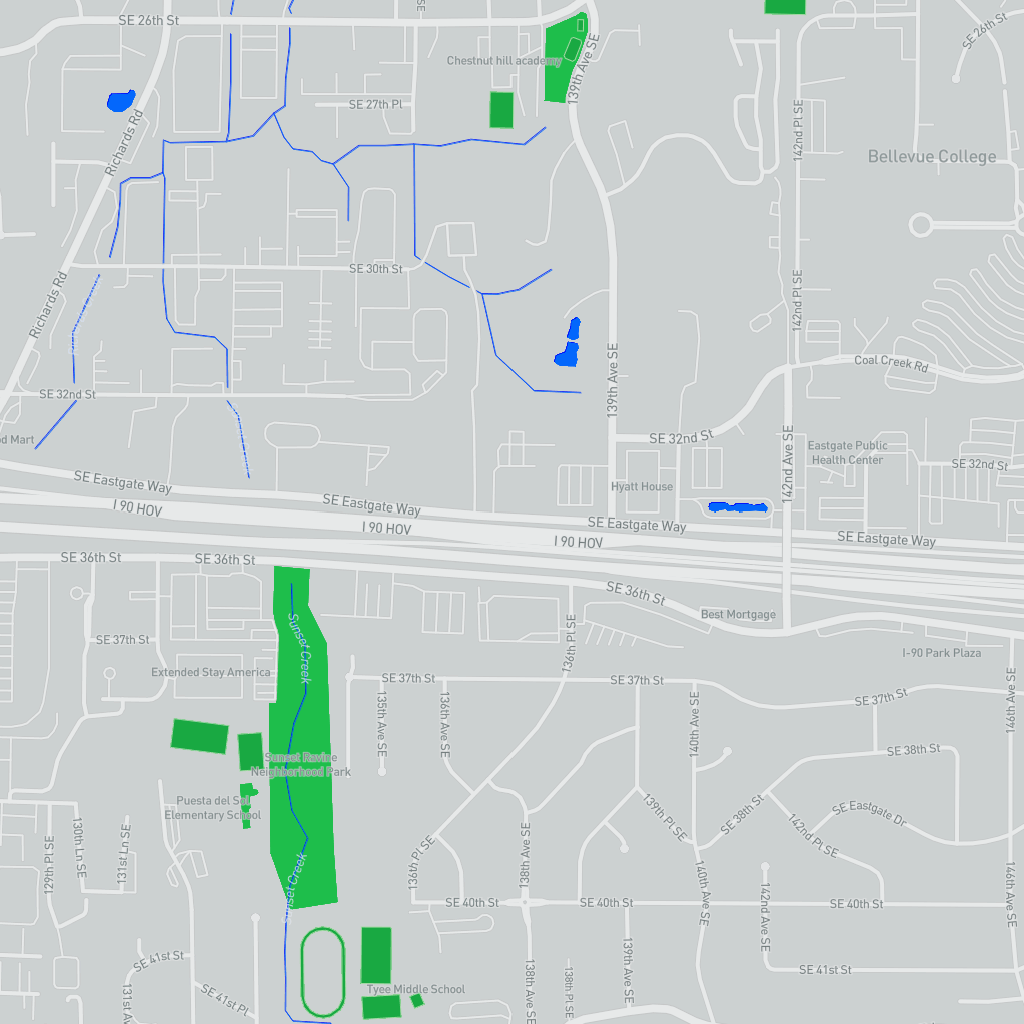 SE 26th St
SE 26th St
Chestnut hill academy
139th Ave SE
SE 27th Pl
Richards Rd
142nd Pl SE
Bellevue College
SE 30th St
Richards Rd
142nd Pl SE
139th Ave SE
Coal Creek Rd
SE 32nd St
SE 32nd St
142nd Ave SE
Eastgate Public
Health Center
SE 32nd St
Mart
Hyatt House
SE Eastgate Way
SE Eastgate Way
SE Eastgate Way
SE Eastgate Way
I 90 HOV
I 90 HOV
I 90 HOV
SE 36th St
SE 36th St
SE 36th St
Best Mortgage
I-90 Park Plaza
SE 37th St
Sunset Creek
136th Pl SE
Extended Stay America
SE 37th St
SE 37th St
SE 37th St
146th Ave SE
135th Ave SE
136th Ave SE
140th Ave SE
SE 38th St
Sunset Ravine
Neighborhood Park
Puesta del Sol
Elementary School
139th Pl SE
SE 38th St
SE Eastgate Dr
142nd Pl SE
129th Pl SE
130th Ln SE
131st Ln SE
136th Pl SE
138th Ave SE
140th Ave SE
146th Ave SE
Sunset Creek
SE 40th St
SE 40th St
SE 40th St
142nd Ave SE
SE 41st St
SE 41st St
SE 41st Pl
138th Ave SE
138th Pl SE
139th Ave SE
Tyee Middle School